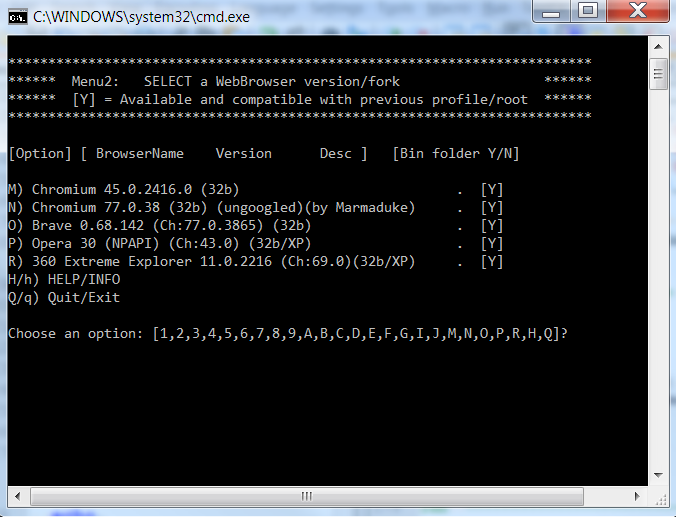 C:\WINDOWS\system32\cmd.exe
*************************************************************************
****** Menu2: SELECT a WebBrowser version/fork ******
****** [Y] = Available and compatible with previous profile/root ******
*************************************************************************
[Option] [ BrowserName Version Desc ] [Bin folder Y/N]
M) Chromium 45.0.2416.0 (32b) . [Y]
N) Chromium 77.0.38 (32b) (ungoogled)(by Marmaduke) . [Y]
O) Brave 0.68.142 (Ch:77.0.3865) (32b) . [Y]
P) Opera 30 (NPAPI) (Ch:43.0) (32b/XP) . [Y]
R) 360 Extreme Explorer 11.0.2216 (Ch:69.0)(32b/XP) . [Y]
H/h) HELP/INFO
Q/q) Quit/Exit
Choose an option: [1,2,3,4,5,6,7,8,9,A,B,C,D,E,F,G,I,J,M,N,O,P,R,H,Q]?